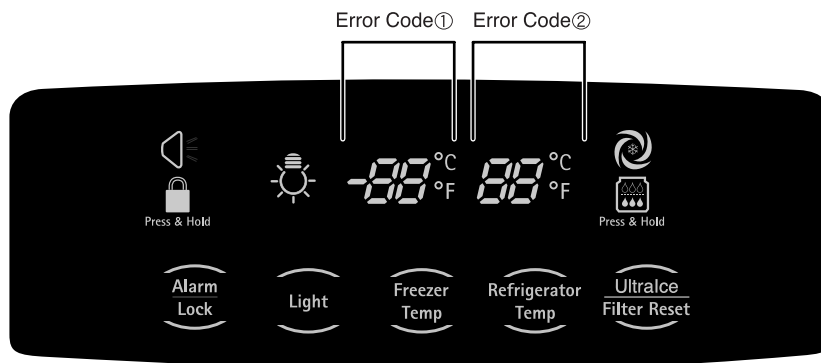 Error Code① Error Code②
-88 °C °F 88 °C °F
Press & Hold Press & Hold
Alarm Lock
Light
Freezer Temp
Refrigerator Temp
UltraIce Filter Reset